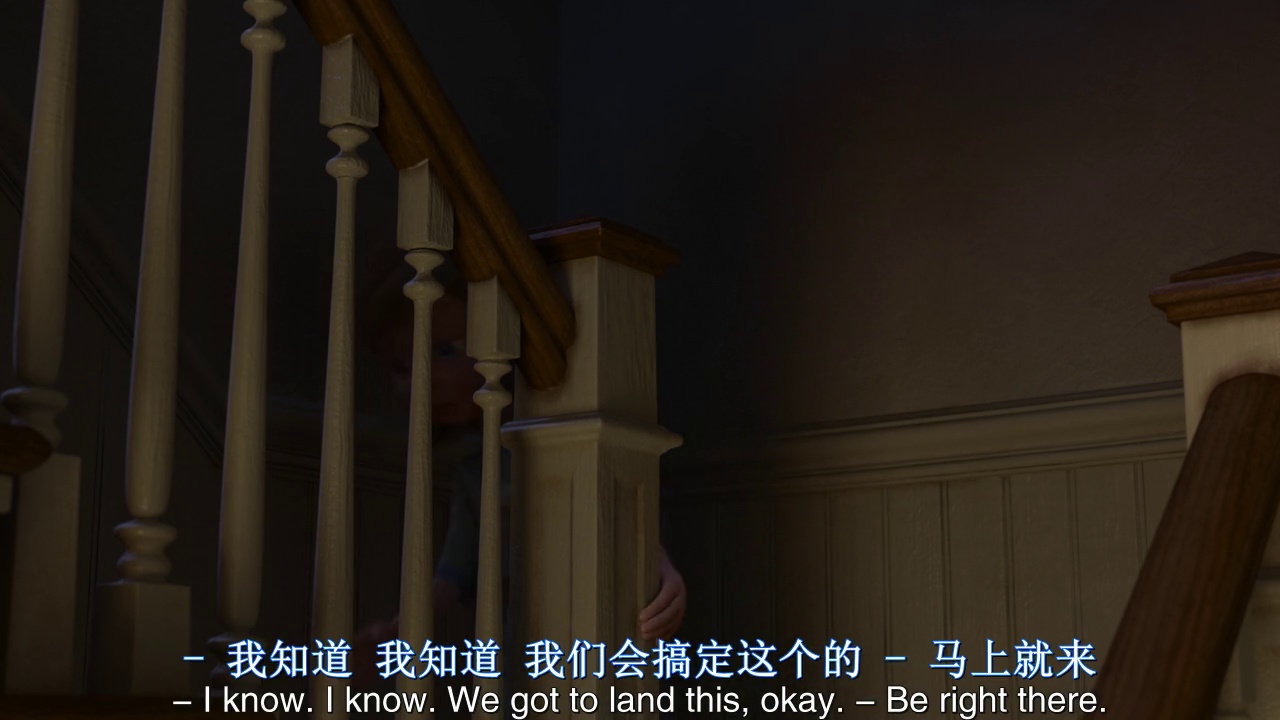 - 我知道 我知道 我们会搞定这个的 - 马上就来
– I know. I know. We got to land this, okay. – Be right there.